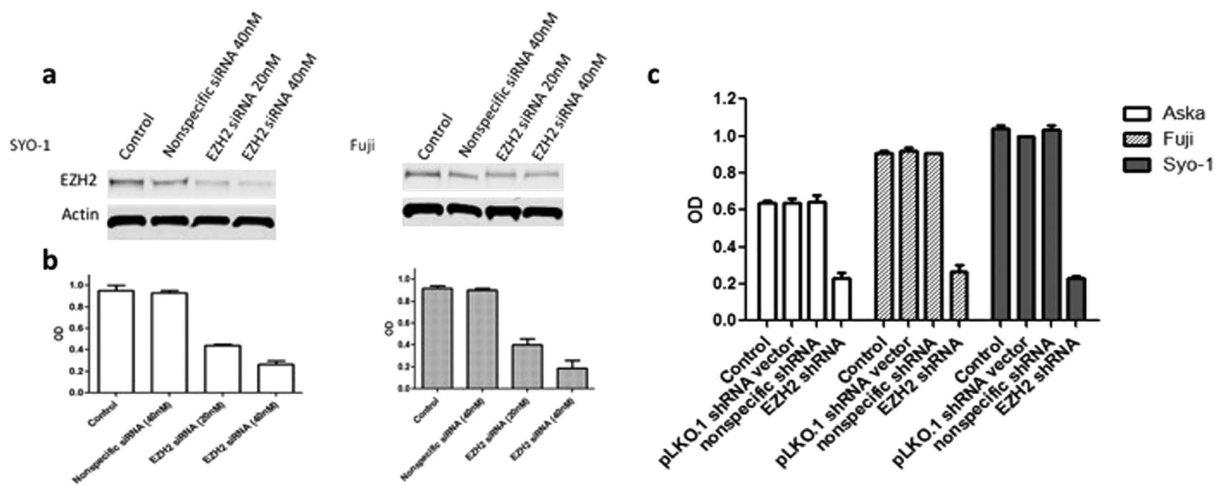 a
SYO-1
Control
Nonspecific siRNA 40nM
EZH2 siRNA 20nM
EZH2 siRNA 40nM
EZH2
Actin
Fuji
Control
Nonspecific siRNA 40nM
EZH2 siRNA 20nM
EZH2 siRNA 40nM
b
OD
1.0
0.8
0.6
0.4
0.2
0.0
Control
Nonspecific siRNA (40nM)
EZH2 siRNA (20nM)
EZH2 siRNA (40nM)
OD
1.0
0.8
0.6
0.4
0.2
0.0
Control
Nonspecific siRNA (40nM)
EZH2 siRNA (20nM)
EZH2 siRNA (40nM)
c
OD
1.2
1.0
0.8
0.6
0.4
0.2
0.0
Control
pLKO.1 shRNA vector
nonspecific shRNA
EZH2 shRNA
Control
pLKO.1 shRNA vector
nonspecific shRNA
EZH2 shRNA
Control
pLKO.1 shRNA vector
nonspecific shRNA
EZH2 shRNA
Aska
Fuji
Syo-1